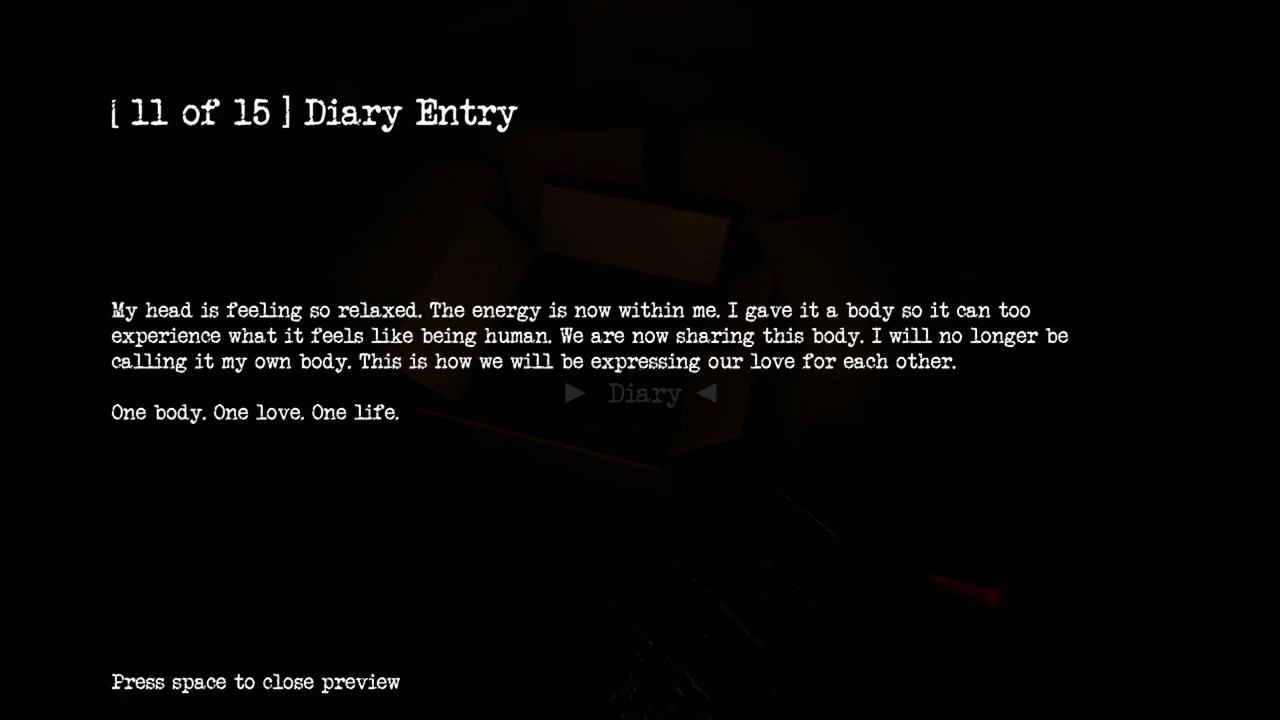 [ 11 of 15 ] Diary Entry
My head is feeling so relaxed. The energy is now within me. I gave it a body so it can too
experience what it feels like being human. We are now sharing this body. I will no longer be
calling it my own body. This is how we will be expressing our love for each other.
► Diary ◄
One body. One love. One life.
Press space to close preview